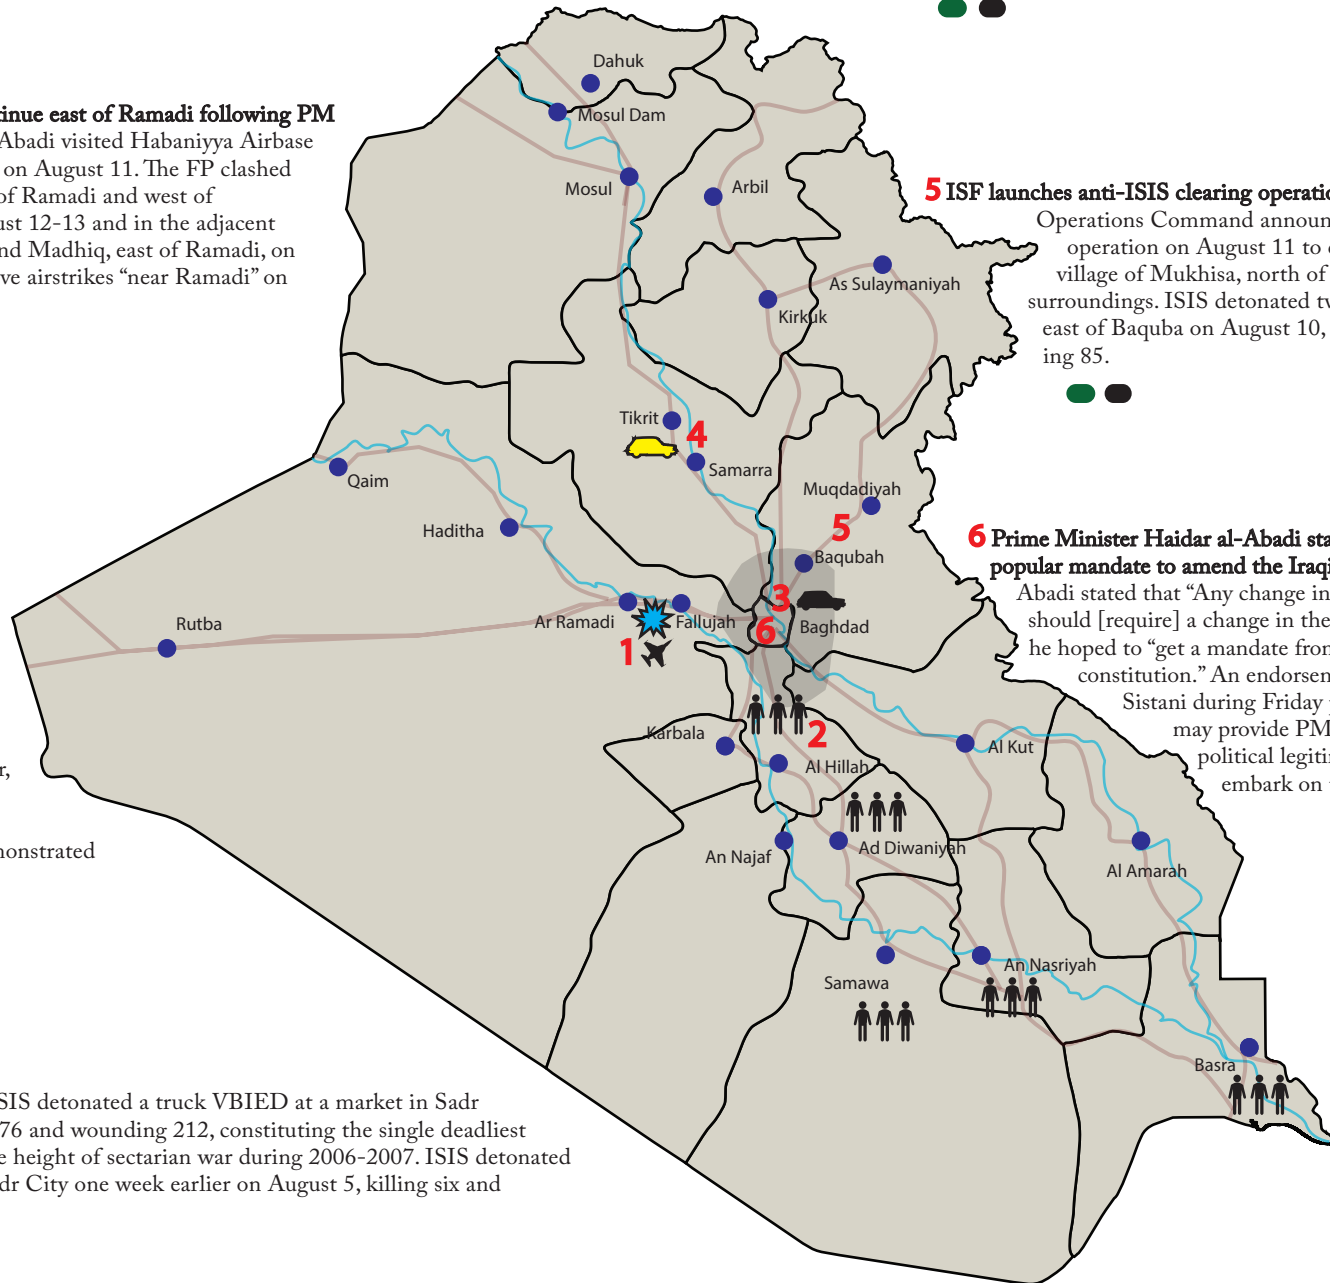 tinue east of Ramadi following PM
Abadi visited Habaniyya Airbase
on August 11. The FP clashed
of Ramadi and west of
ust 12-13 and in the adjacent
nd Madhiq, east of Ramadi, on
ve airstrikes “near Ramadi” on
r,
monstrated
SIS detonated a truck VBIED at a market in Sadr
76 and wounding 212, constituting the single deadliest
e height of sectarian war during 2006-2007. ISIS detonated
dr City one week earlier on August 5, killing six and
Dahuk
Mosul Dam
Mosul
Arbil
As Sulaymaniyah
Kirkuk
Tikrit
4
Samarra
Qaim
Haditha
Muqdadiyah
5
Baqubah
3
Rutba
Ar Ramadi
Fallujah
6
Baghdad
1
2
Karbala
Al Hillah
Al Kut
An Najaf
Ad Diwaniyah
Al Amarah
Samawa
An Nasriyah
Basra
5 ISF launches anti-ISIS clearing operatio
Operations Command announ
operation on August 11 to c
village of Mukhisa, north of
surroundings. ISIS detonated tw
east of Baquba on August 10,
ing 85.
6 Prime Minister Haidar al-Abadi sta
popular mandate to amend the Iraqi
Abadi stated that “Any change in
should [require] a change in the
he hoped to “get a mandate from
constitution.” An endorsem
Sistani during Friday
may provide PM
political legitim
embark on